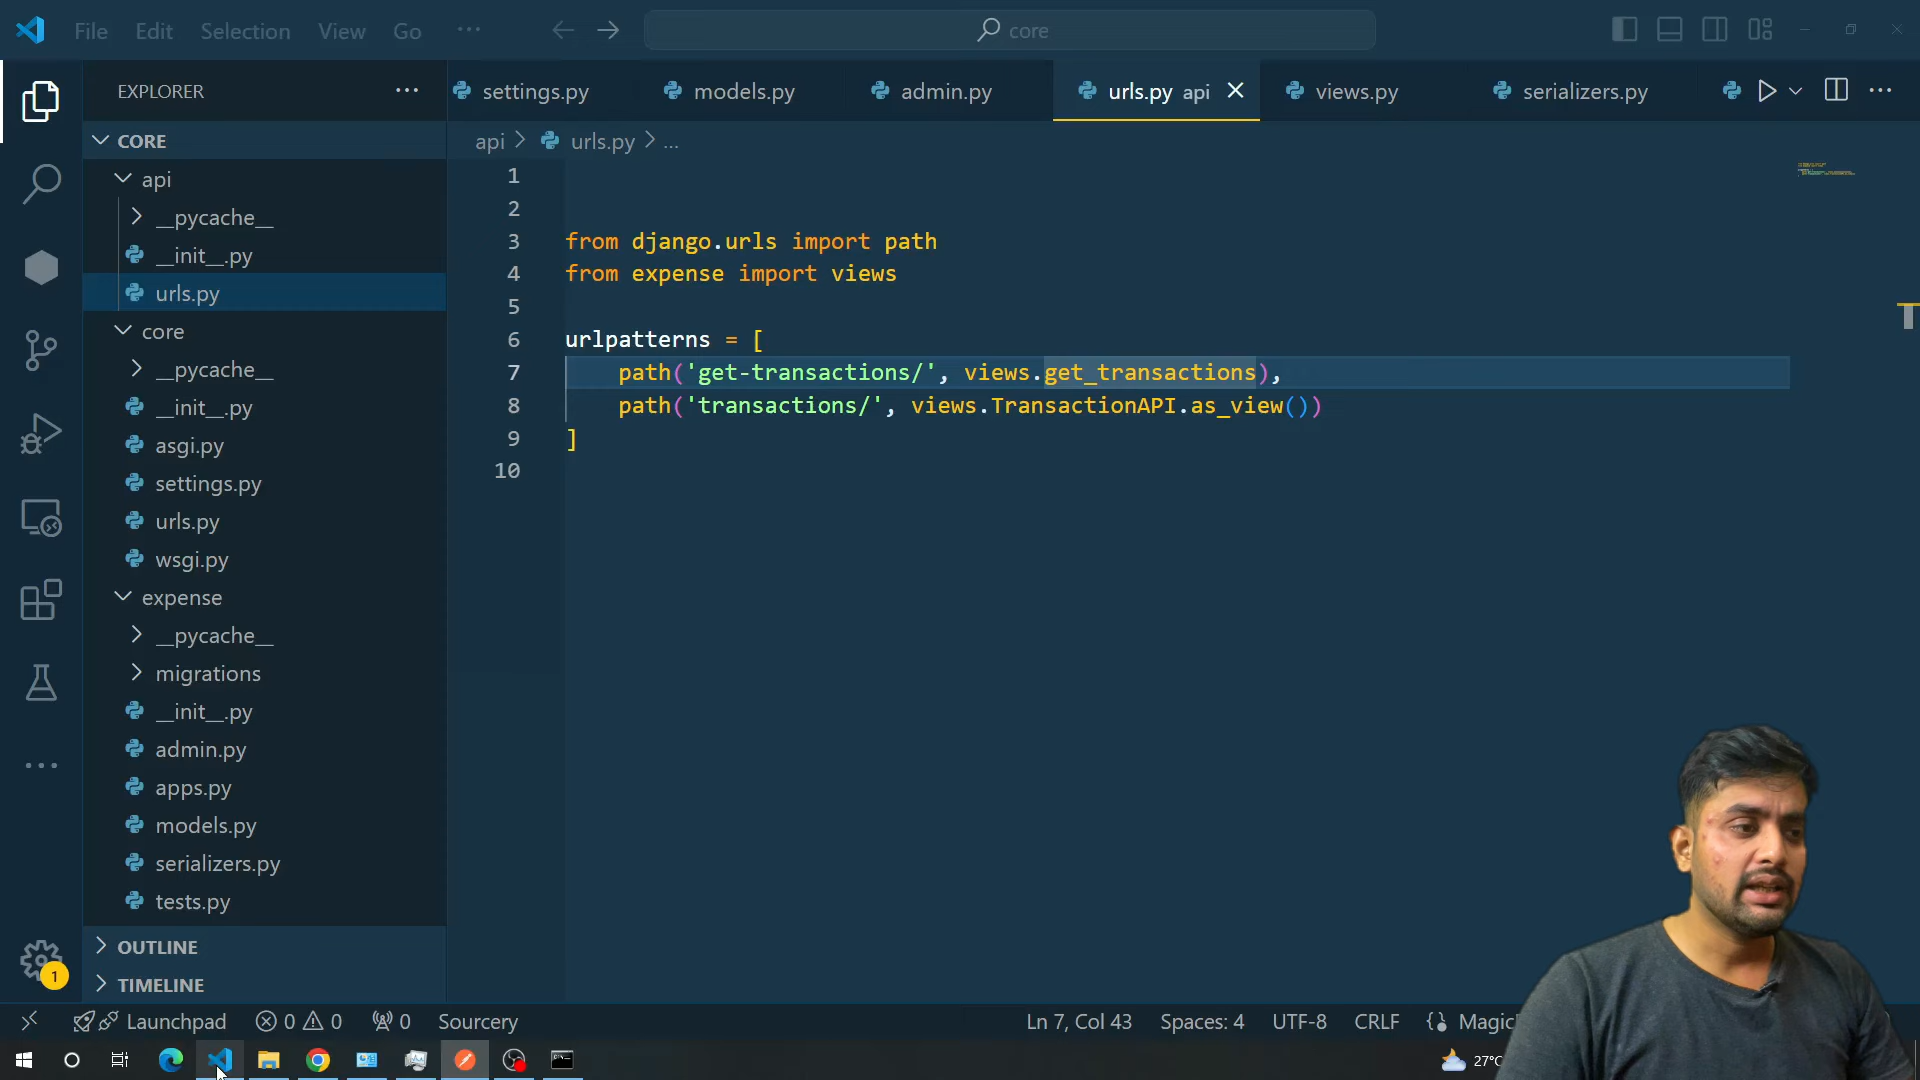 File Edit Selection View Go ... core
EXPLORER ...
settings.py models.py admin.py urls.py api views.py serializers.py
CORE
api
__pycache__
__init__.py
urls.py
core
__pycache__
__init__.py
asgi.py
settings.py
urls.py
wsgi.py
expense
__pycache__
migrations
__init__.py
admin.py
apps.py
models.py
serializers.py
tests.py
OUTLINE
TIMELINE
api > urls.py > ...
1
2
3 from django.urls import path
4 from expense import views
5
6 urlpatterns = [
7 path('get-transactions/', views.get_transactions),
8 path('transactions/', views.TransactionAPI.as_view())
9 ]
10
1
Launchpad 0 0 0 Sourcery Ln 7, Col 43 Spaces: 4 UTF-8 CRLF {} Magic
27°C